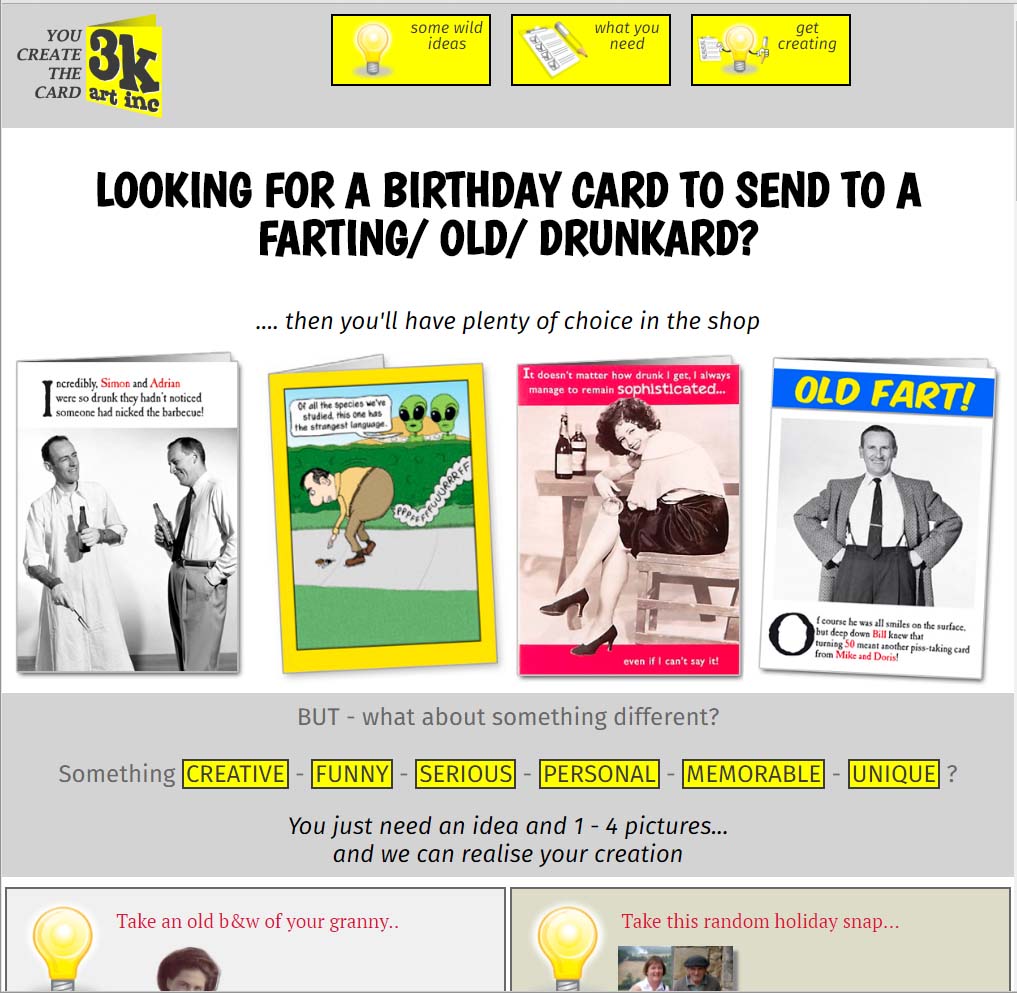 YOU
CREATE
THE
CARD
3k
art inc
some wild
ideas
what you
need
get
creating
LOOKING FOR A BIRTHDAY CARD TO SEND TO A
FARTING/ OLD/ DRUNKARD?
.... then you'll have plenty of choice in the shop
Incredibly, Simon and Adrian
were so drunk they hadn't noticed
someone had nicked the barbecue!
Of all the species we've
studied, this one has
the strangest language.
PPPFFFFFUUURRRRFF
It doesn't matter how drunk I get, I always
manage to remain sophisticated...
even if I can't say it!
OLD FART!
Of course he was all smiles on the surface,
but deep down Bill knew that
turning 50 meant another piss-taking card
from Mike and Doris!
BUT - what about something different?
Something CREATIVE - FUNNY - SERIOUS - PERSONAL - MEMORABLE - UNIQUE ?
You just need an idea and 1 - 4 pictures...
and we can realise your creation
Take an old b&w of your granny..
Take this random holiday snap...